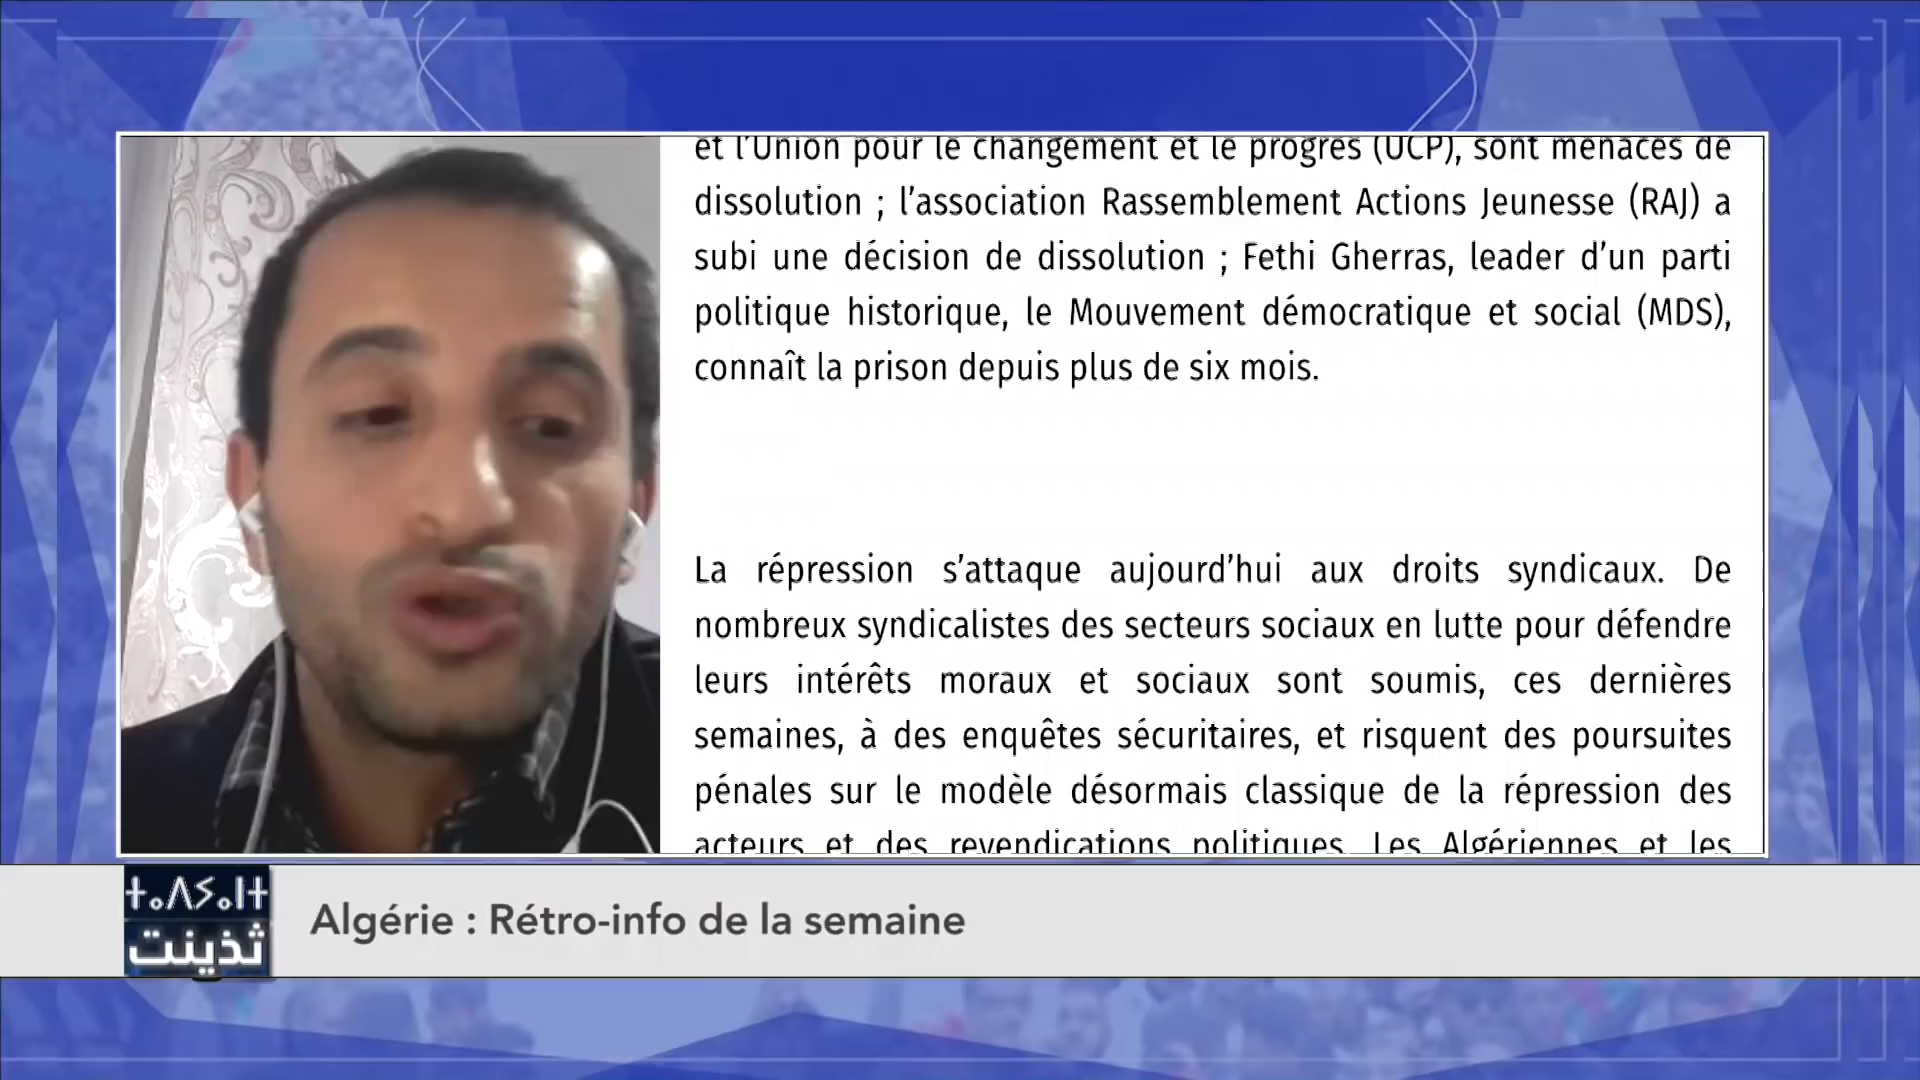 et l’Union pour le changement et le progrès (UCP), sont menacés de
dissolution ; l’association Rassemblement Actions Jeunesse (RAJ) a
subi une décision de dissolution ; Fethi Gherras, leader d’un parti
politique historique, le Mouvement démocratique et social (MDS),
connaît la prison depuis plus de six mois.
La répression s’attaque aujourd’hui aux droits syndicaux. De
nombreux syndicalistes des secteurs sociaux en lutte pour défendre
leurs intérêts moraux et sociaux sont soumis, ces dernières
semaines, à des enquêtes sécuritaires, et risquent des poursuites
pénales sur le modèle désormais classique de la répression des
acteurs et des revendications politiques. Les Algériennes et les
ⵜⴰⴷⵢⴰⵏⵜ
ثذينت
Algérie : Rétro-info de la semaine